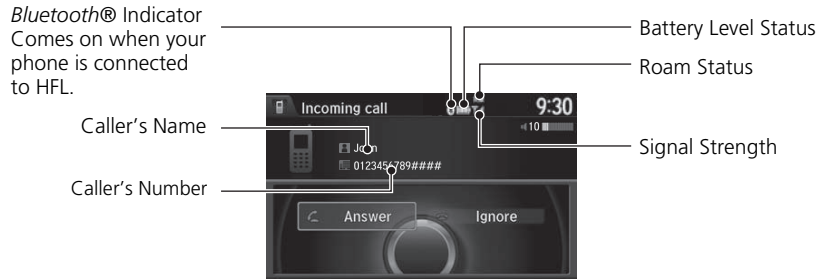 Bluetooth® Indicator
Comes on when your
phone is connected
to HFL.
Caller's Name
Caller's Number
Battery Level Status
Roam Status
Signal Strength
Incoming call
9:30
10
John
0123456789####
Answer
Ignore